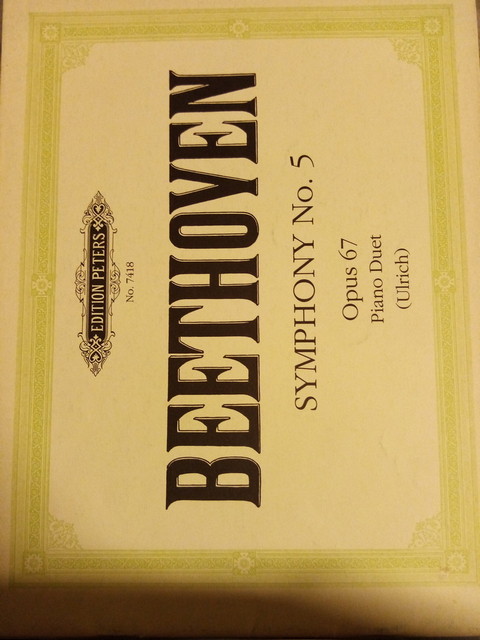 EDITION PETERS
No. 7418
BEETHOVEN
SYMPHONY No. 5
Opus 67
Piano Duet
(Ulrich)